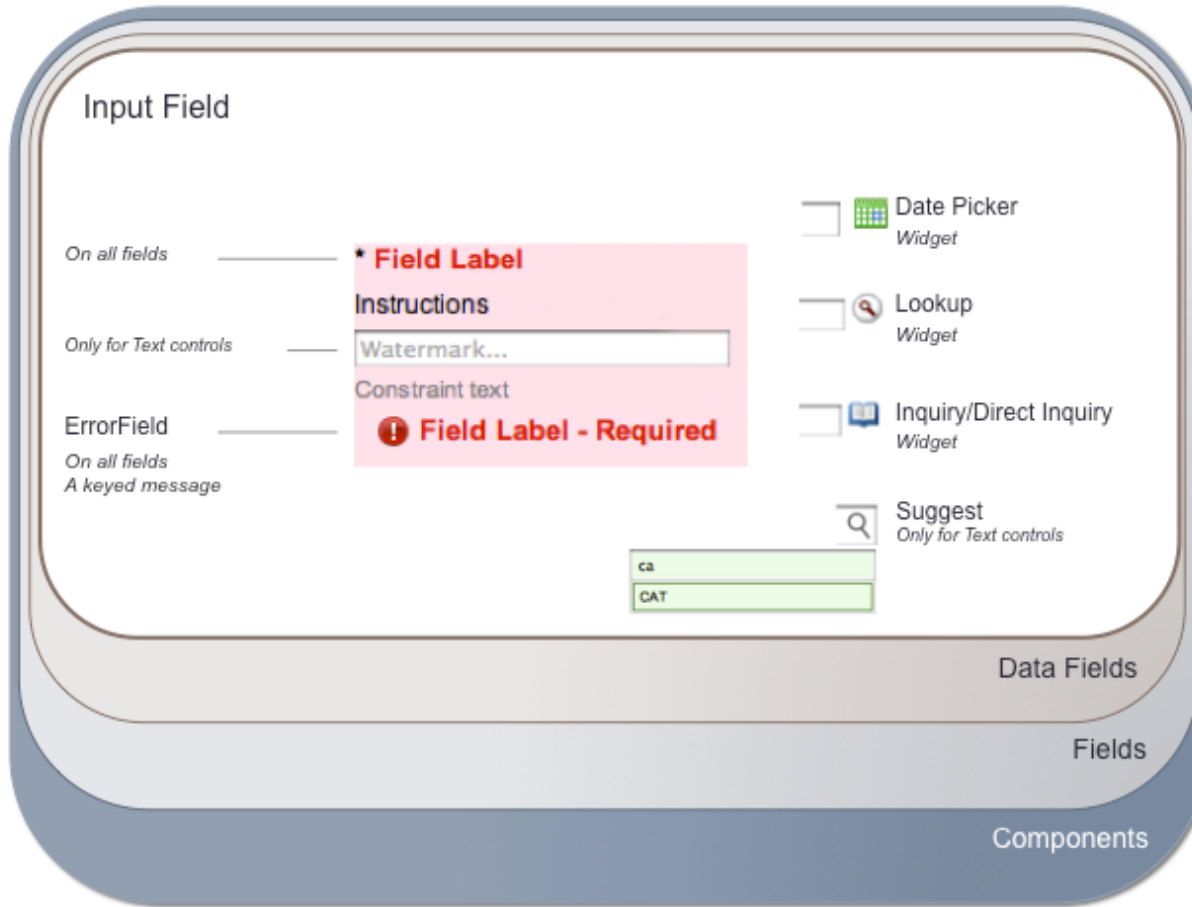 Input Field
On all fields
* Field Label
Instructions
Only for Text controls
Watermark...
Constraint text
ErrorField
On all fields
A keyed message
Field Label - Required
Date Picker
Widget
Lookup
Widget
Inquiry/Direct Inquiry
Widget
Suggest
Only for Text controls
ca
CAT
Data Fields
Fields
Components